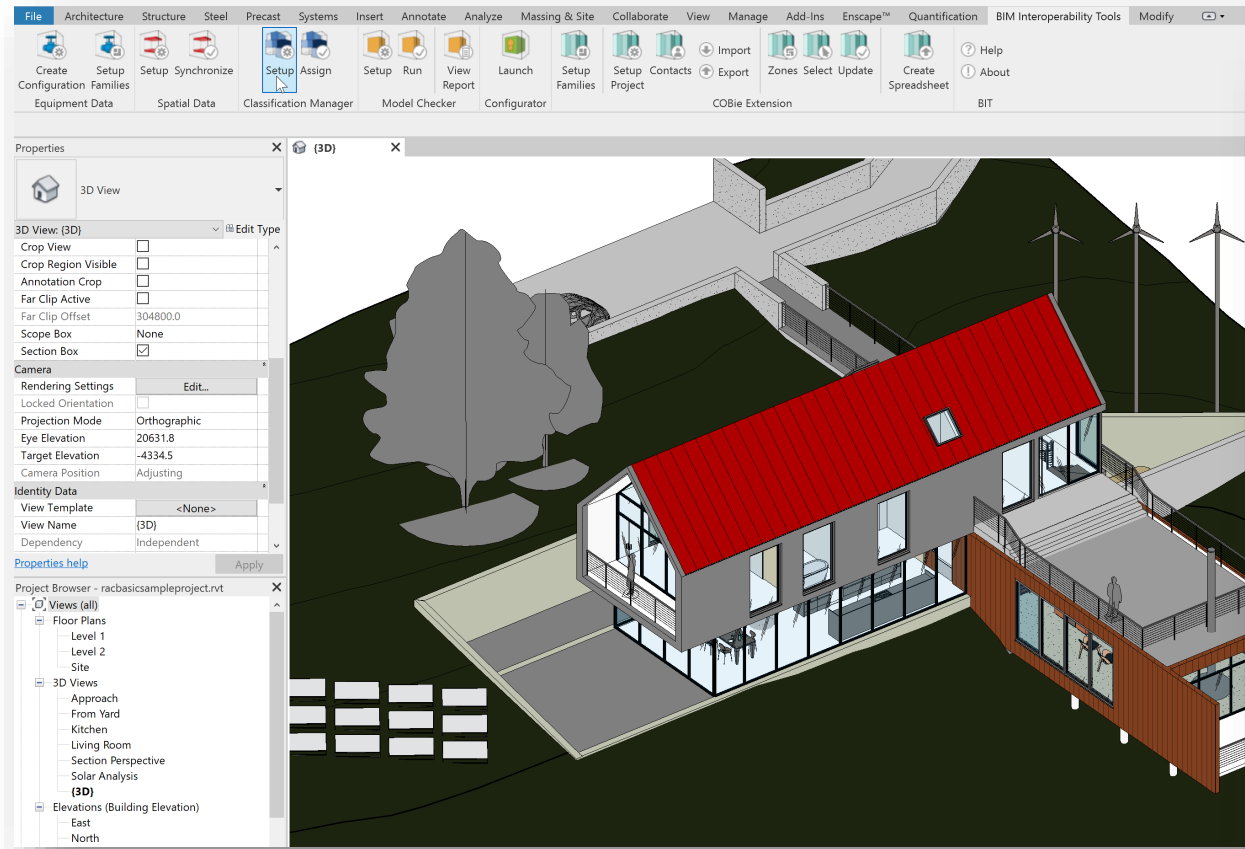 File Architecture Structure Steel Precast Systems Insert Annotate Analyze Massing & Site Collaborate View Manage Add-Ins Enscape™ Quantification BIM Interoperability Tools Modify
Create Configuration Setup Families Setup Synchronize Setup Assign Setup Run View Report Launch Setup Families Setup Project Contacts Import Export Zones Select Update Create Spreadsheet Help About
Equipment Data Spatial Data Classification Manager Model Checker Configurator COBie Extension BIT
Properties
{3D}
3D View
3D View: {3D} Edit Type
Crop View
Crop Region Visible
Annotation Crop
Far Clip Active
Far Clip Offset 304800.0
Scope Box None
Section Box
Camera
Rendering Settings Edit...
Locked Orientation
Projection Mode Orthographic
Eye Elevation 20631.8
Target Elevation -4334.5
Camera Position Adjusting
Identity Data
View Template <None>
View Name {3D}
Dependency Independent
Properties help Apply
Project Browser - racbasicsampleproject.rvt
Views (all)
Floor Plans
Level 1
Level 2
Site
3D Views
Approach
From Yard
Kitchen
Living Room
Section Perspective
Solar Analysis
{3D}
Elevations (Building Elevation)
East
North